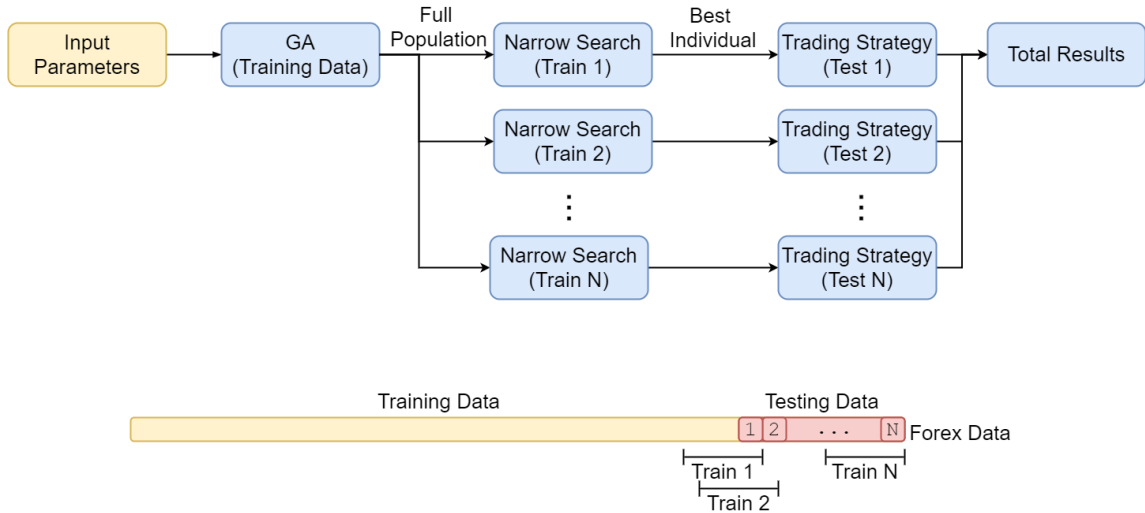 Full
Population
Best
Individual
Input
Parameters
GA
(Training Data)
Narrow Search
(Train 1)
Trading Strategy
(Test 1)
Total Results
Narrow Search
(Train 2)
Trading Strategy
(Test 2)
⋮
⋮
Narrow Search
(Train N)
Trading Strategy
(Test N)
Training Data
Testing Data
1 2 ... N
Forex Data
Train 1
Train N
Train 2